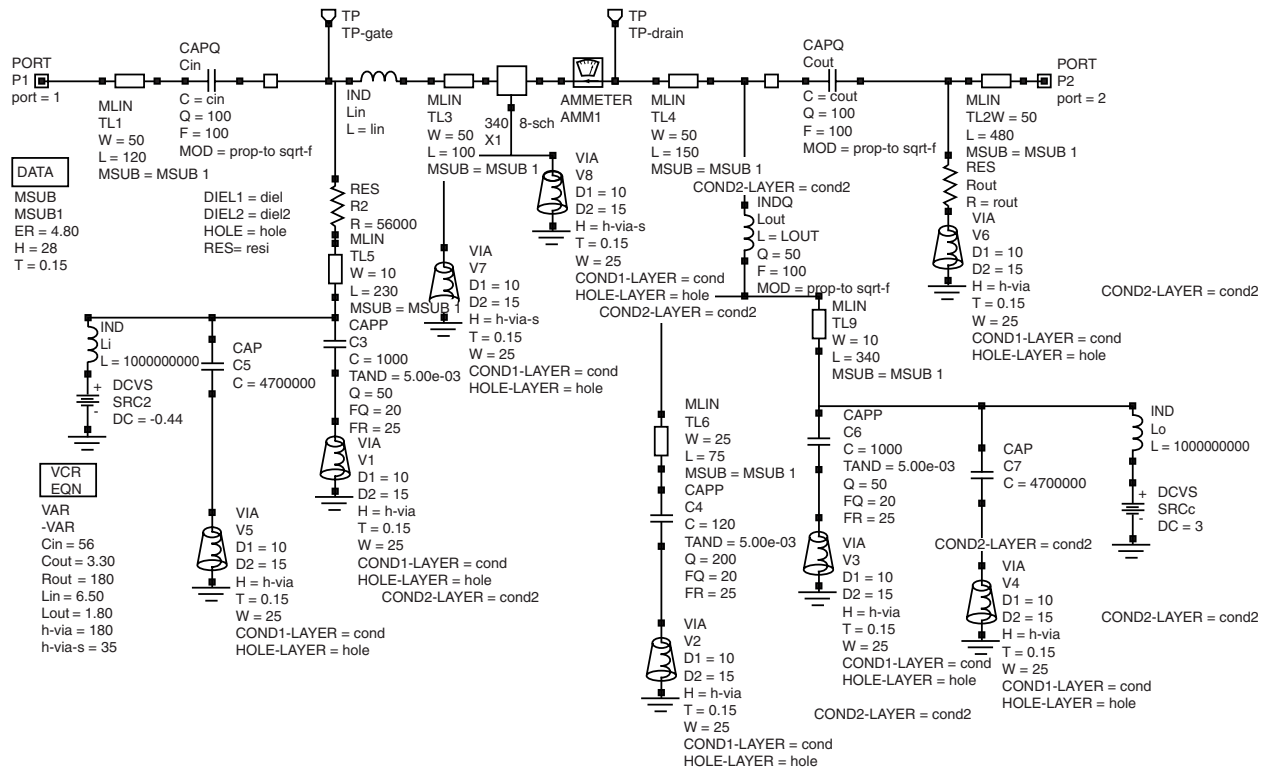 TP
TP-gate
TP
TP-drain
PORT
P1
port = 1
CAPQ
Cin
C = cin
Q = 100
F = 100
MOD = prop-to sqrt-f
MLIN
TL1
W = 50
L = 120
MSUB = MSUB 1
IND
Lin
L = lin
MLIN
TL3
W = 50
L = 100
MSUB = MSUB 1
340
X1
8-sch
AMMETER
AMM1
MLIN
TL4
W = 50
L = 150
MSUB = MSUB 1
CAPQ
Cout
C = cout
Q = 100
F = 100
MOD = prop-to sqrt-f
MLIN
TL2W = 50
L = 480
MSUB = MSUB 1
PORT
P2
port = 2
DATA
MSUB
MSUB1
ER = 4.80
H = 28
T = 0.15
DIEL1 = diel
DIEL2 = diel2
HOLE = hole
RES= resi
RES
R2
R = 56000
MLIN
TL5
W = 10
L = 230
MSUB = MSUB 1
VIA
V8
D1 = 10
D2 = 15
H = h-via-s
T = 0.15
W = 25
COND1-LAYER = cond
HOLE-LAYER = hole
COND2-LAYER = cond2
VIA
V7
D1 = 10
D2 = 15
H = h-via-s
T = 0.15
W = 25
COND1-LAYER = cond
HOLE-LAYER = hole
COND2-LAYER = cond2
INDQ
Lout
L = LOUT
Q = 50
F = 100
MOD = prop-to sqrt-f
RES
Rout
R = rout
VIA
V6
D1 = 10
D2 = 15
H = h-via
T = 0.15
W = 25
COND1-LAYER = cond
HOLE-LAYER = hole
COND2-LAYER = cond2
MLIN
TL9
W = 10
L = 340
MSUB = MSUB 1
IND
Li
L = 1000000000
DCVS
SRC2
DC = -0.44
+
-
CAP
C5
C = 4700000
CAPP
C3
C = 1000
TAND = 5.00e-03
Q = 50
FQ = 20
FR = 25
VIA
V1
D1 = 10
D2 = 15
H = h-via
T = 0.15
W = 25
COND1-LAYER = cond
HOLE-LAYER = hole
COND2-LAYER = cond2
VCR
EQN
VAR
-VAR
Cin = 56
Cout = 3.30
Rout = 180
Lin = 6.50
Lout = 1.80
h-via = 180
h-via-s = 35
VIA
V5
D1 = 10
D2 = 15
H = h-via
T = 0.15
W = 25
COND1-LAYER = cond
HOLE-LAYER = hole
MLIN
TL6
W = 25
L = 75
MSUB = MSUB 1
CAPP
C4
C = 120
TAND = 5.00e-03
Q = 200
FQ = 20
FR = 25
VIA
V2
D1 = 10
D2 = 15
H = h-via
T = 0.15
W = 25
COND1-LAYER = cond
HOLE-LAYER = hole
CAPP
C6
C = 1000
TAND = 5.00e-03
Q = 50
FQ = 20
FR = 25
VIA
V3
D1 = 10
D2 = 15
H = h-via
T = 0.15
W = 25
COND1-LAYER = cond
HOLE-LAYER = hole
COND2-LAYER = cond2
CAP
C7
C = 4700000
COND2-LAYER = cond2
VIA
V4
D1 = 10
D2 = 15
H = h-via
T = 0.15
W = 25
COND1-LAYER = cond
HOLE-LAYER = hole
IND
Lo
L = 1000000000
DCVS
SRCc
DC = 3
+
-
COND2-LAYER = cond2